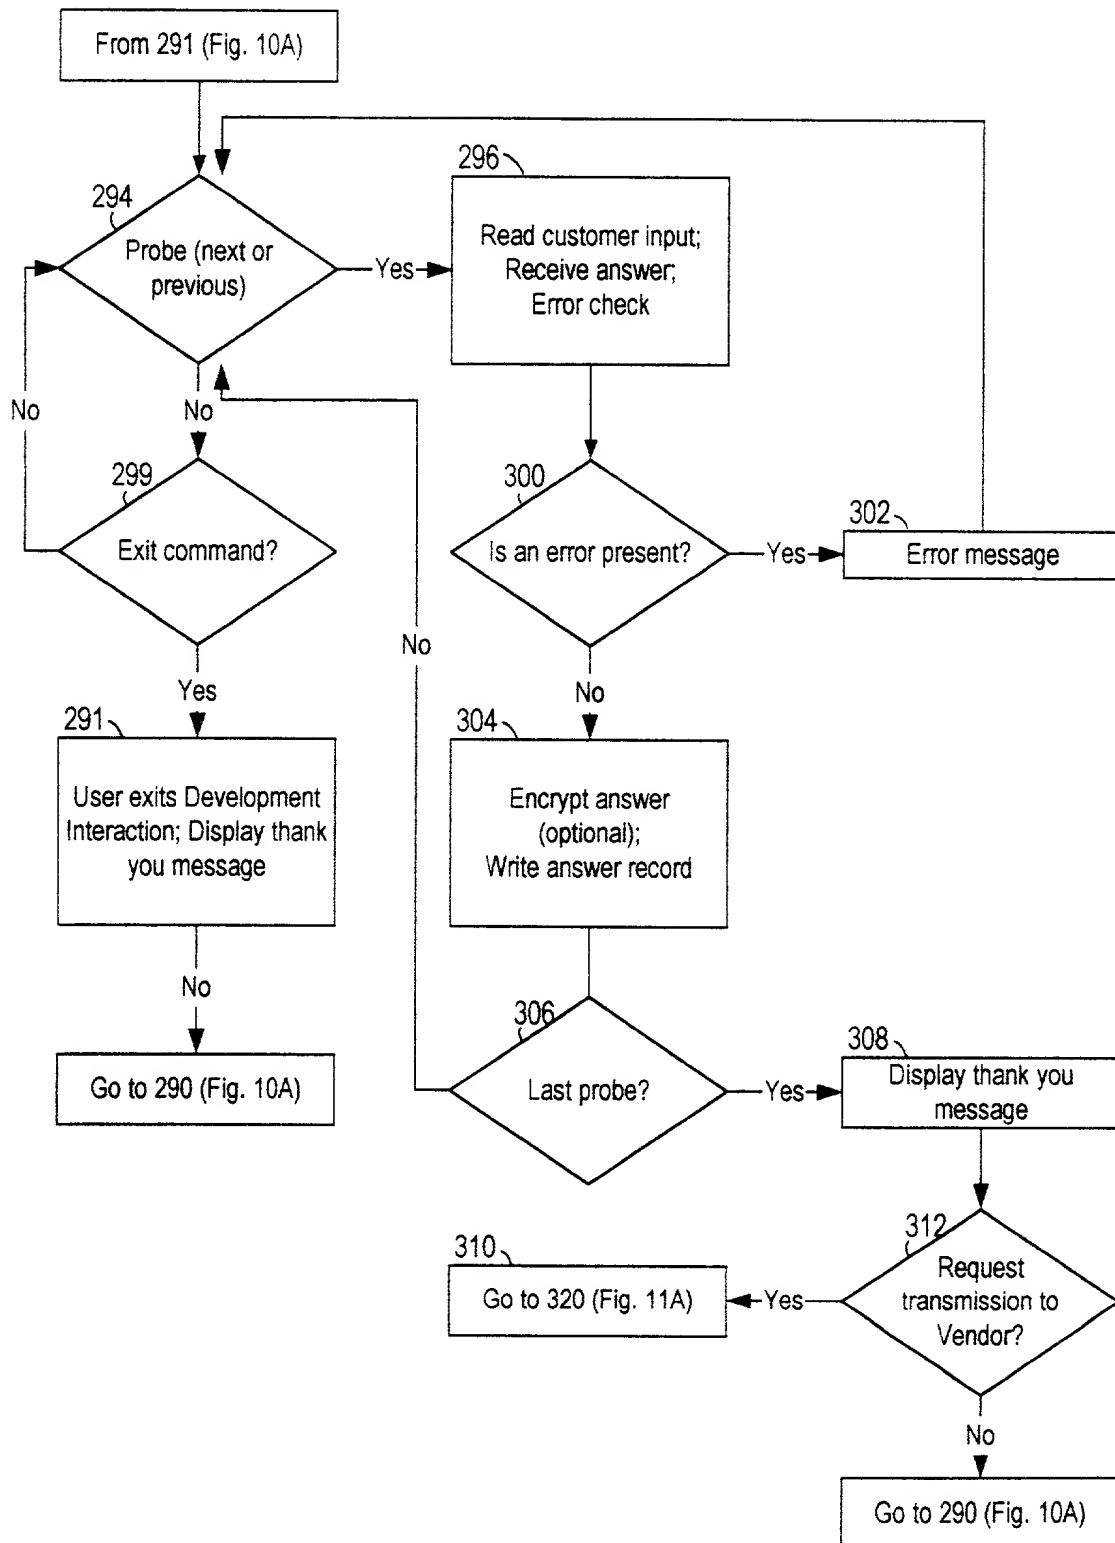 From 291 (Fig. 10A)
294
Probe (next or
previous)
Yes
296
Read customer input;
Receive answer;
Error check
No
No
299
Exit command?
300
Is an error present?
Yes
302
Error message
No
Yes
No
291
User exits Development
Interaction; Display thank
you message
304
Encrypt answer
(optional);
Write answer record
No
306
Last probe?
Yes
308
Display thank you
message
Go to 290 (Fig. 10A)
310
Go to 320 (Fig. 11A)
Yes
312
Request
transmission to
Vendor?
No
Go to 290 (Fig. 10A)